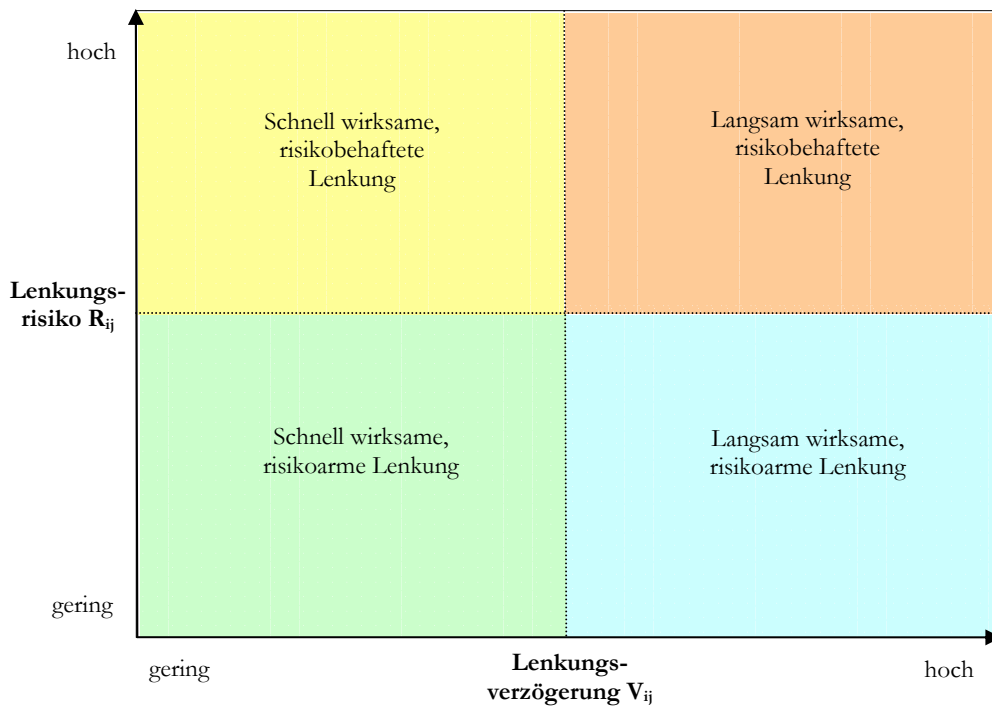 hoch
Schnell wirksame,
risikobehaftete
Lenkung
Langsam wirksame,
risikobehaftete
Lenkung
Lenkungs-
risiko Rij
Schnell wirksame,
risikoarme Lenkung
Langsam wirksame,
risikoarme Lenkung
gering
gering
Lenkungs-
verzögerung Vij
hoch